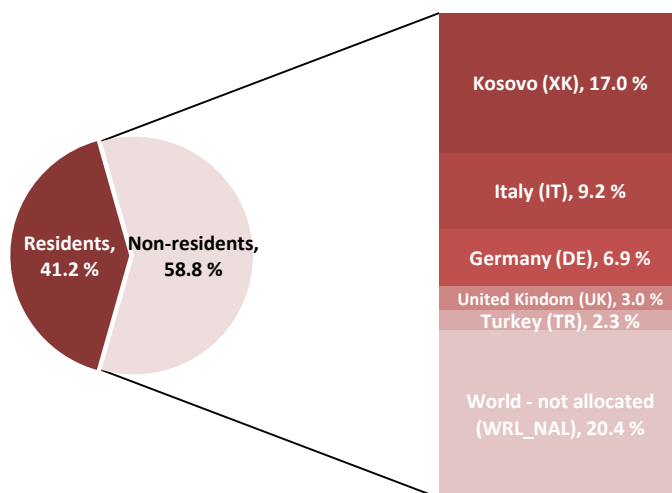 Residents,
41.2 %
Non-residents,
58.8 %
Kosovo (XK), 17.0 %
Italy (IT), 9.2 %
Germany (DE), 6.9 %
United Kindom (UK), 3.0 %
Turkey (TR), 2.3 %
World - not allocated
(WRL_NAL), 20.4 %